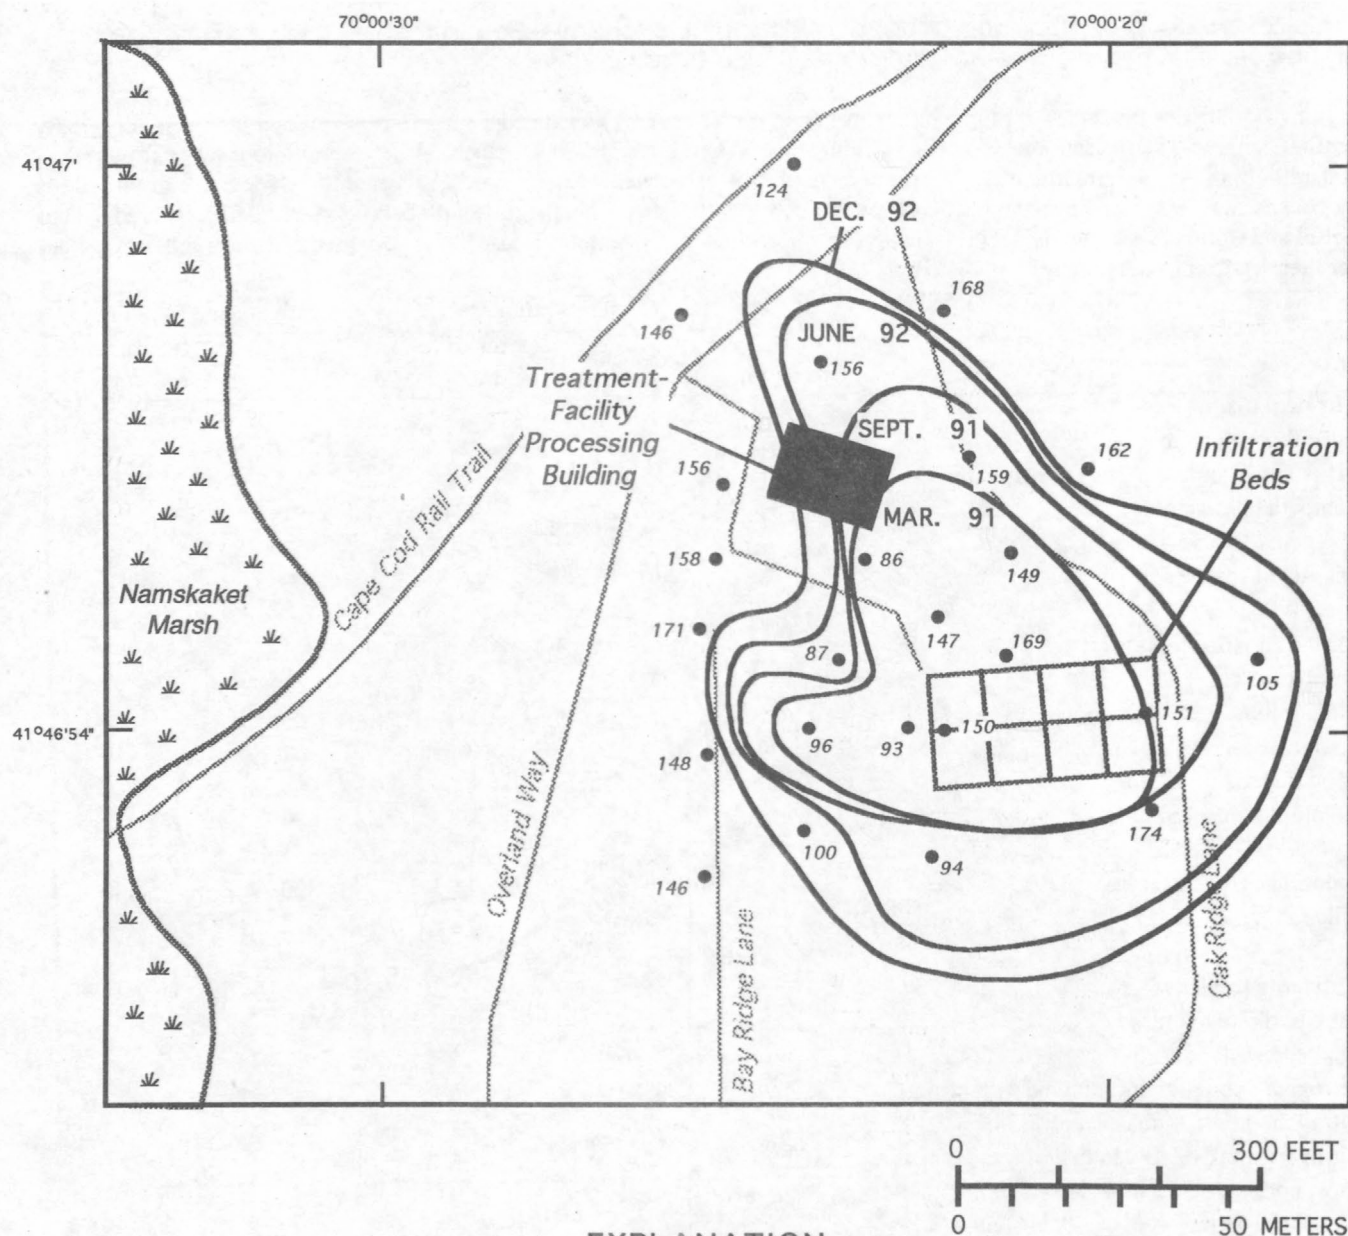 70°00'30"
70°00'20"
41°47'
124
DEC. 92
168
146
JUNE 92
156
Treatment-
Facility
Processing
Building
SEPT. 91
162
Infiltration
Beds
156
159
Cape Cod Rail Trail
MAR. 91
158
86
149
Namskaket
Marsh
171
147
87
169
105
41°46'54"
96
93
150
151
148
Overland Way
100
174
94
146
Bay Ridge Lane
Oak Ridge Lane
0
300 FEET
0
50 METERS
EXPLANATION